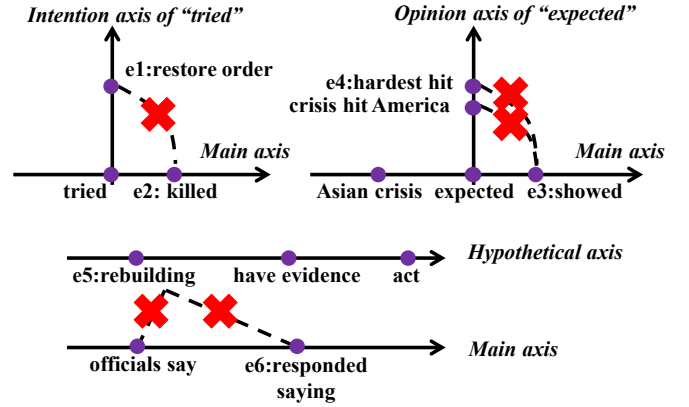 Intention axis of “tried”
e1:restore order
Main axis
tried
e2: killed
Opinion axis of “expected”
e4:hardest hit
crisis hit America
Main axis
Asian crisis
expected
e3:showed
Hypothetical axis
e5:rebuilding
have evidence
act
Main axis
officials say
e6:responded
saying